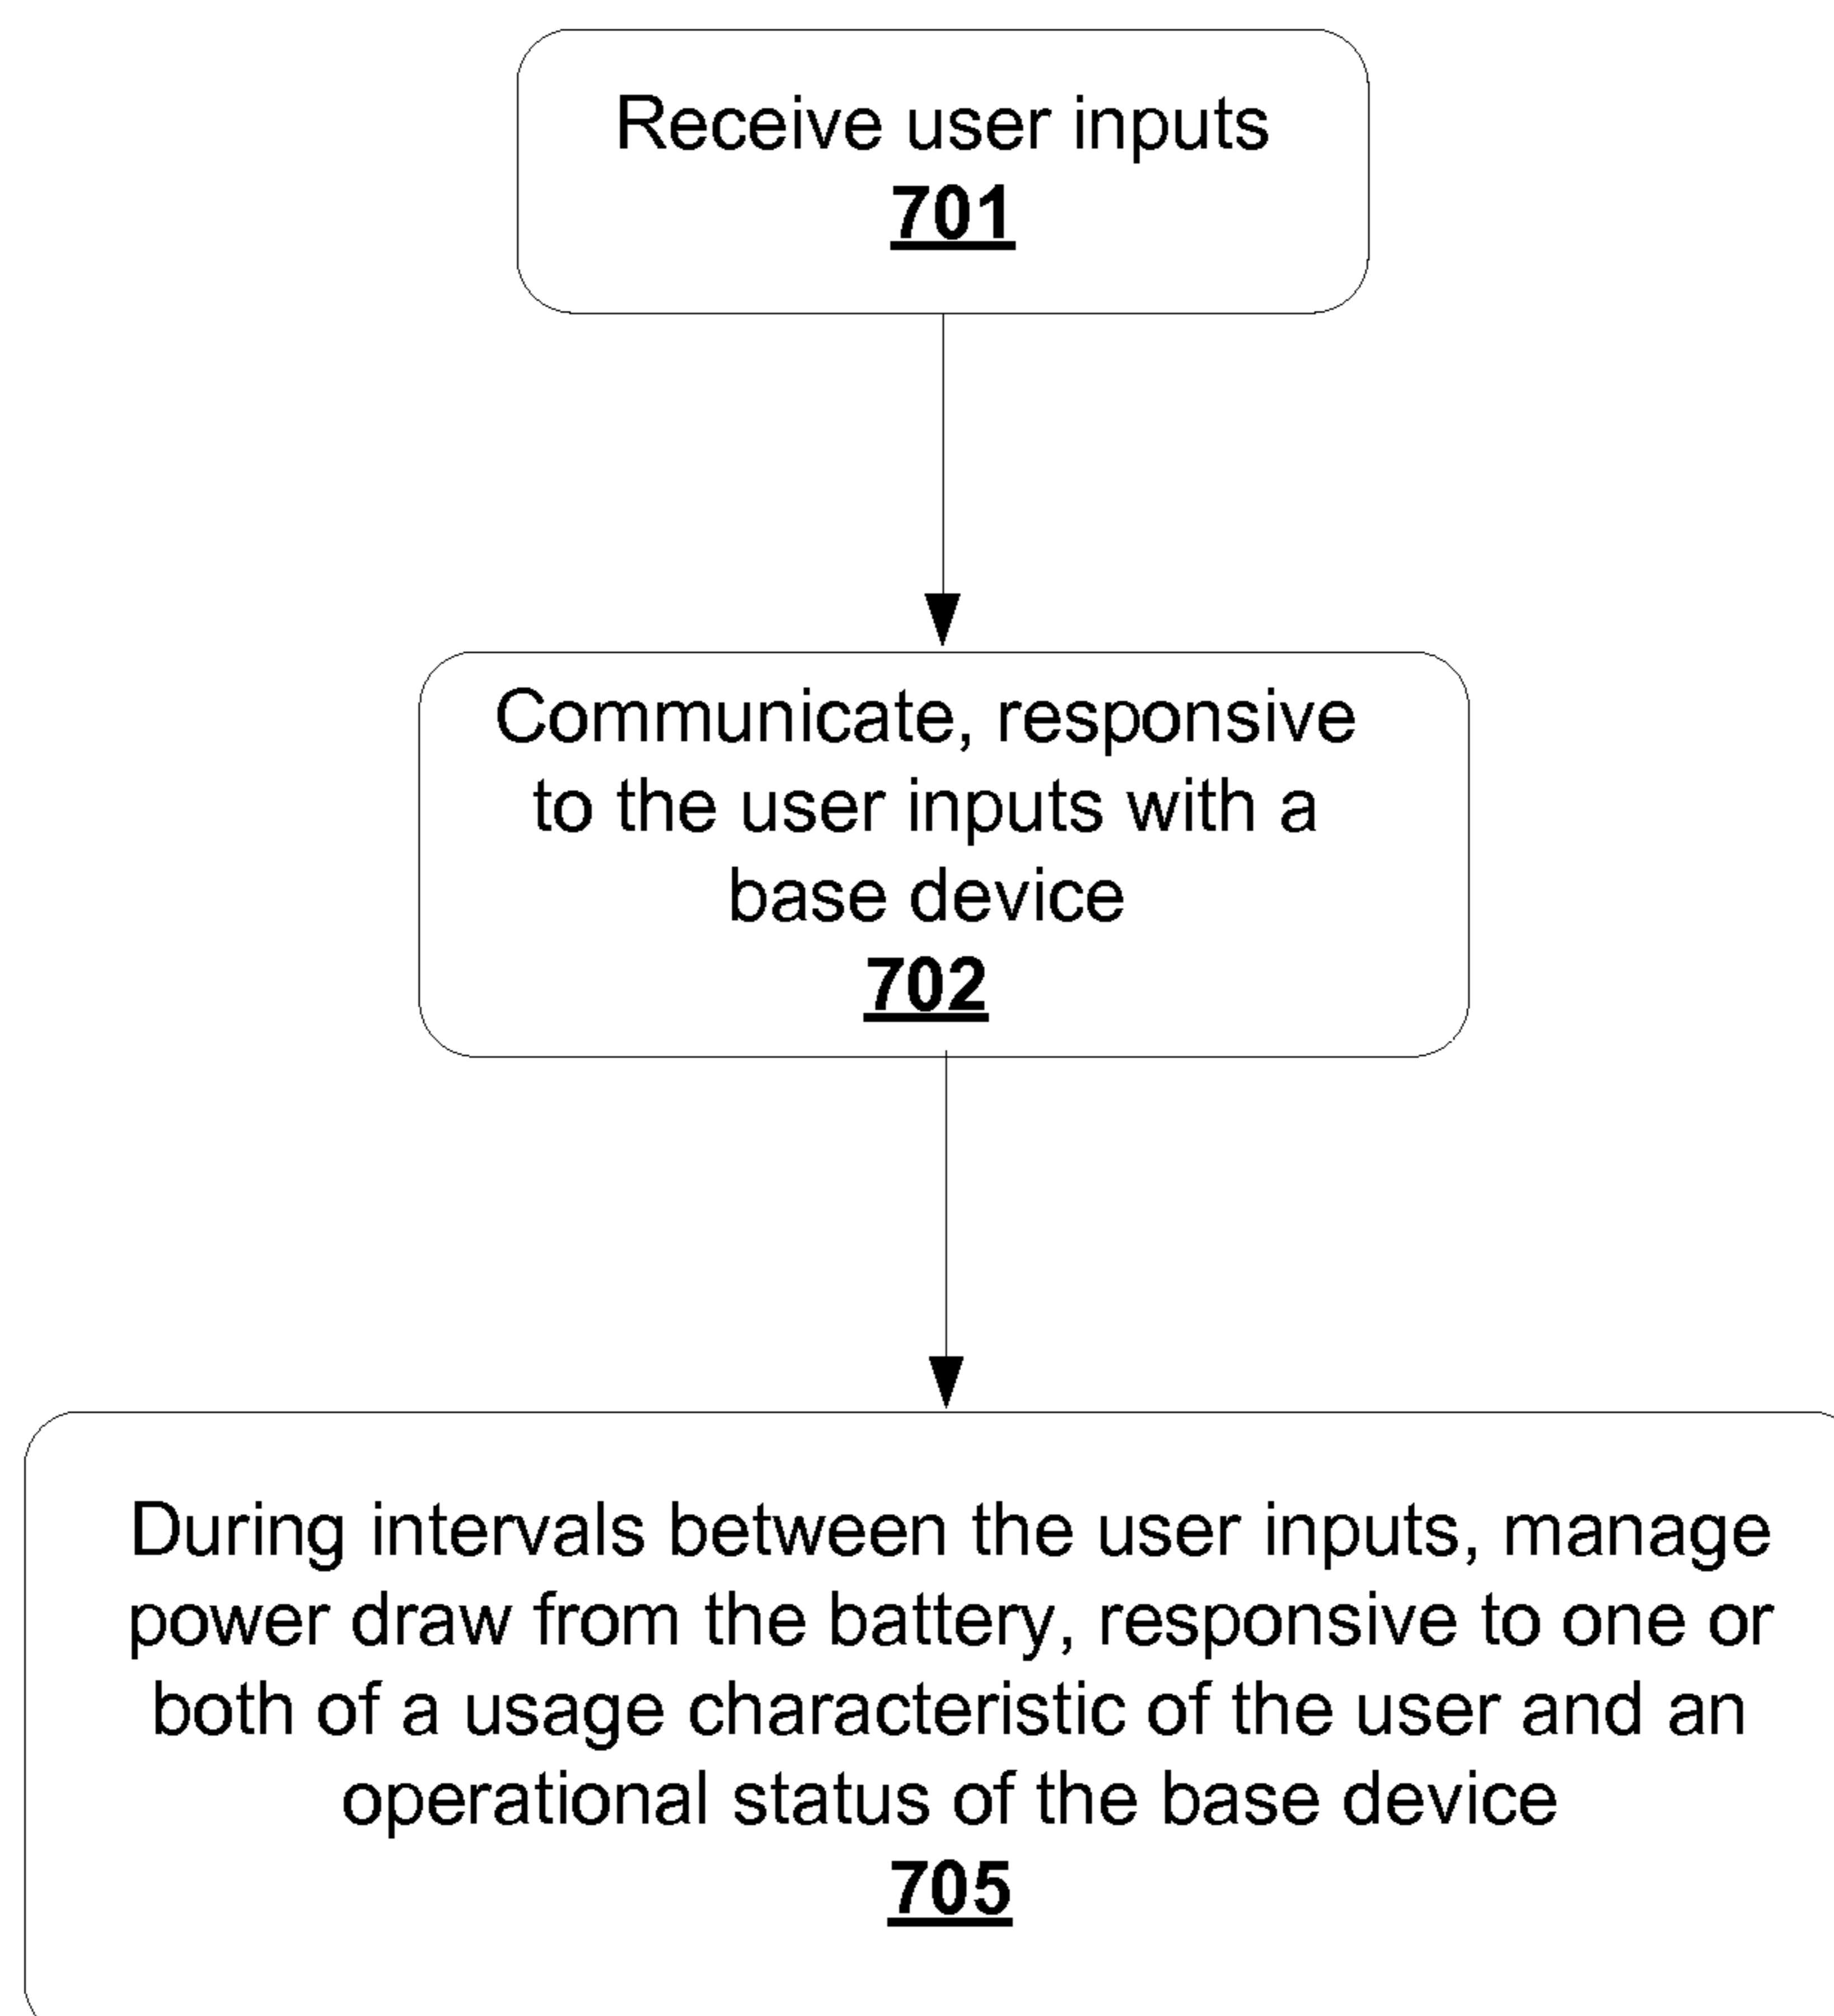 Receive user inputs
701
Communicate, responsive
to the user inputs with a
base device
702
During intervals between the user inputs, manage
power draw from the battery, responsive to one or
both of a usage characteristic of the user and an
operational status of the base device
705